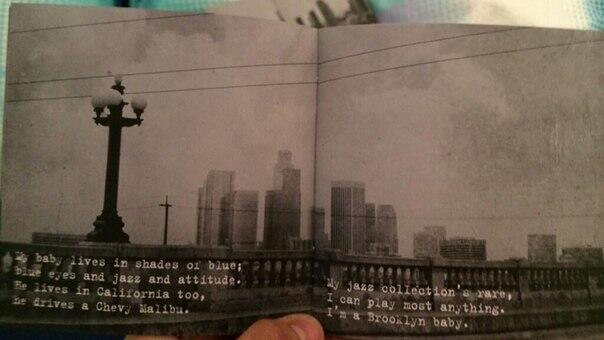 My baby lives in shades of blue;
blue eyes and jazz and attitude.
He lives in California too,
he drives a Chevy Malibu.
My jazz collection's rare,
I can play most anything.
I'm a Brooklyn baby.